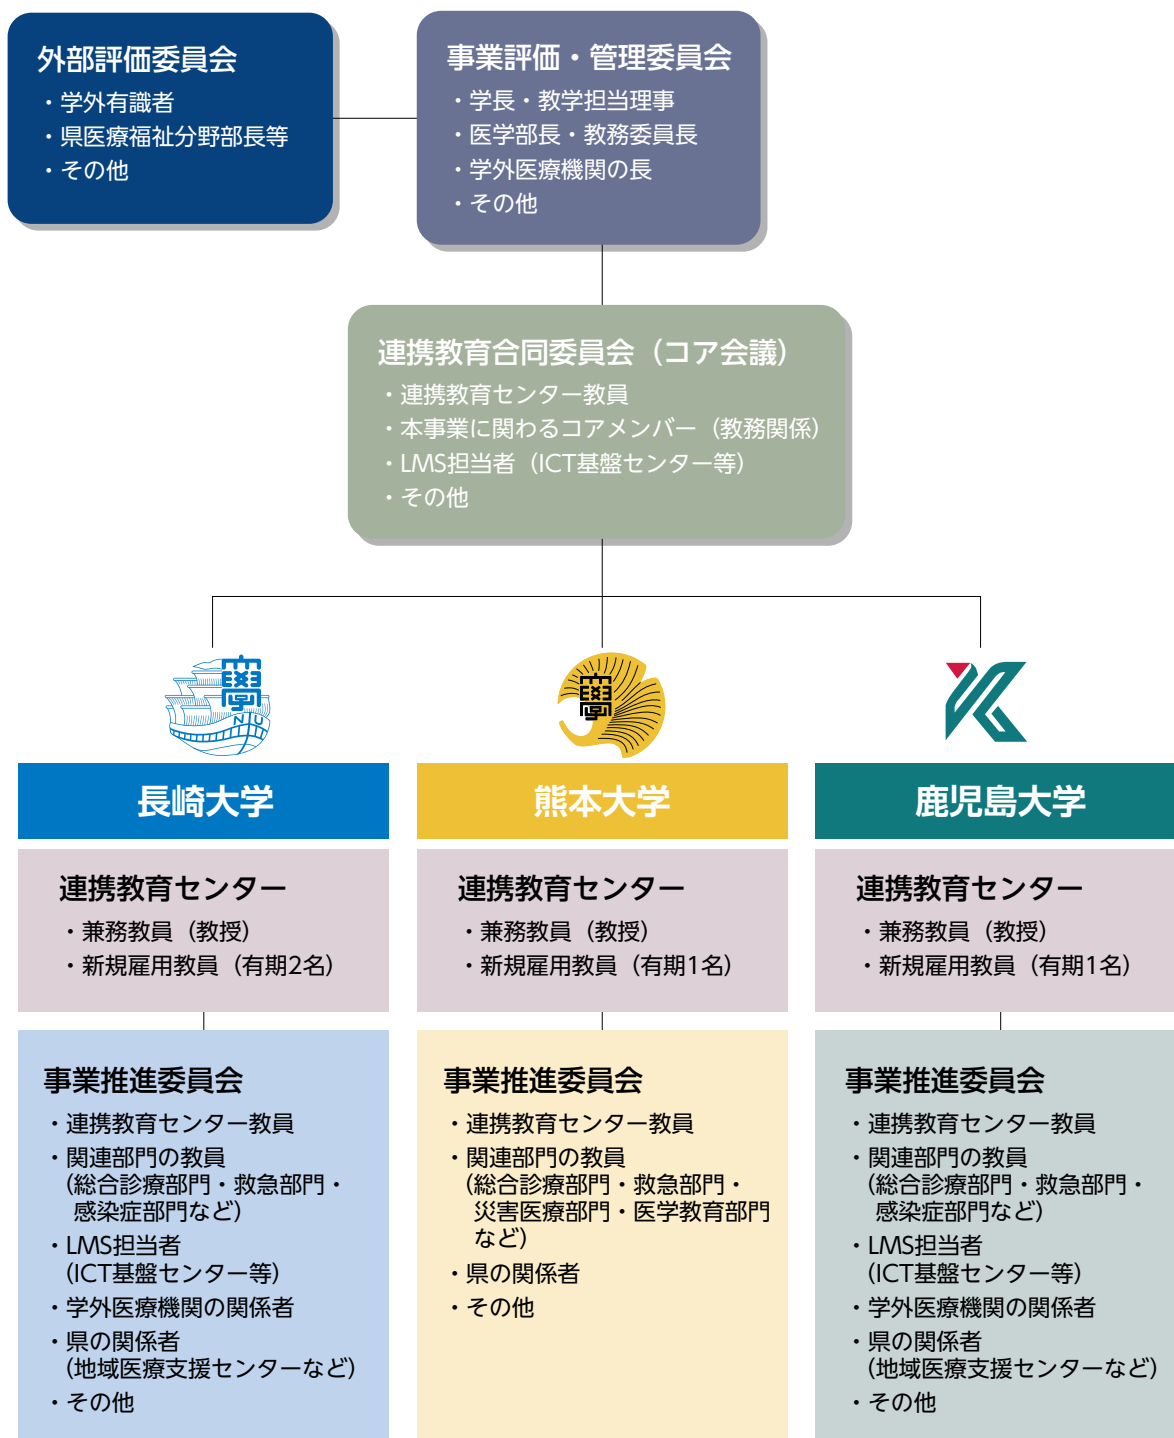 外部評価委員会
・学外有識者
・県医療福祉分野部長等
・その他
事業評価・管理委員会
・学長・教学担当理事
・医学部長・教務委員長
・学外医療機関の長
・その他
連携教育合同委員会（コア会議）
・連携教育センター教員
・本事業に関わるコアメンバー（教務関係）
・LMS担当者（ICT基盤センター等）
・その他
學
N U
學
長崎大学
連携教育センター
・兼務教員（教授）
・新規雇用教員（有期2名）
事業推進委員会
・連携教育センター教員
・関連部門の教員
（総合診療部門・救急部門・
感染症部門など）
・LMS担当者
（ICT基盤センター等）
・学外医療機関の関係者
・県の関係者
（地域医療支援センターなど）
・その他
熊本大学
連携教育センター
・兼務教員（教授）
・新規雇用教員（有期1名）
事業推進委員会
・連携教育センター教員
・関連部門の教員
（総合診療部門・救急部門・
災害医療部門・医学教育部門
など）
・県の関係者
・その他
鹿児島大学
連携教育センター
・兼務教員（教授）
・新規雇用教員（有期1名）
事業推進委員会
・連携教育センター教員
・関連部門の教員
（総合診療部門・救急部門・
感染症部門など）
・LMS担当者
（ICT基盤センター等）
・学外医療機関の関係者
・県の関係者
（地域医療支援センターなど）
・その他